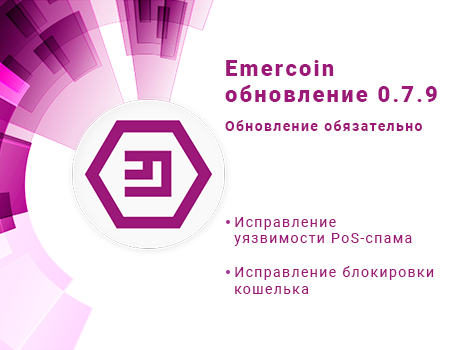 Emercoin
обновление 0.7.9
Обновление обязательно
• Исправление
уязвимости PoS-спама
• Исправление блокировки
кошелька